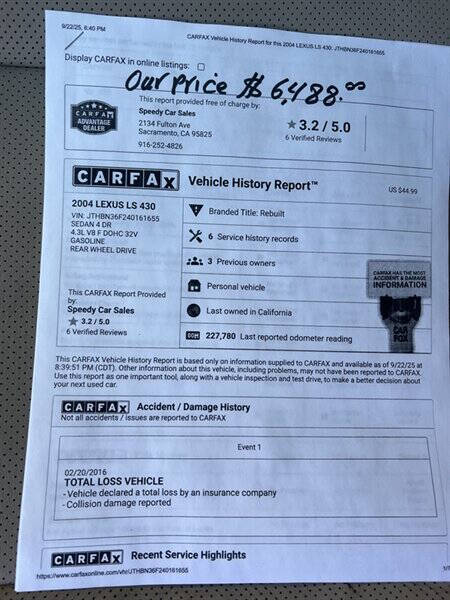 9/22/25, 8:40 PM
CARFAX Vehicle History Report for this 2004 LEXUS LS 430: JTHBN36F240161655
Display CARFAX in online listings:
Our Price $ 6,488.00
This report provided free of charge by:
CARFAX
ADVANTAGE
DEALER
Speedy Car Sales
2134 Fulton Ave
Sacramento, CA 95825
916-252-4826
3.2 / 5.0
6 Verified Reviews
CARFAX Vehicle History Report™
US $44.99
2004 LEXUS LS 430
VIN: JTHBN36F240161655
SEDAN 4 DR
4.3L V8 F DOHC 32V
GASOLINE
REAR WHEEL DRIVE
This CARFAX Report Provided
by:
Speedy Car Sales
3.2 / 5.0
6 Verified Reviews
Branded Title: Rebuilt
6 Service history records
3 Previous owners
Personal vehicle
Last owned in California
227,780 Last reported odometer reading
CARFAX HAS THE MOST
ACCIDENT & DAMAGE
INFORMATION
CAR
FOX
This CARFAX Vehicle History Report is based only on information supplied to CARFAX and available as of 9/22/25 at
8:39:51 PM (CDT). Other information about this vehicle, including problems, may not have been reported to CARFAX.
Use this report as one important tool, along with a vehicle inspection and test drive, to make a better decision about
your next used car.
CARFAX Accident / Damage History
Not all accidents / issues are reported to CARFAX
Event 1
02/20/2016
TOTAL LOSS VEHICLE
- Vehicle declared a total loss by an insurance company
- Collision damage reported
CARFAX Recent Service Highlights
https://www.carfaxonline.com/vhr/JTHBN36F240161655